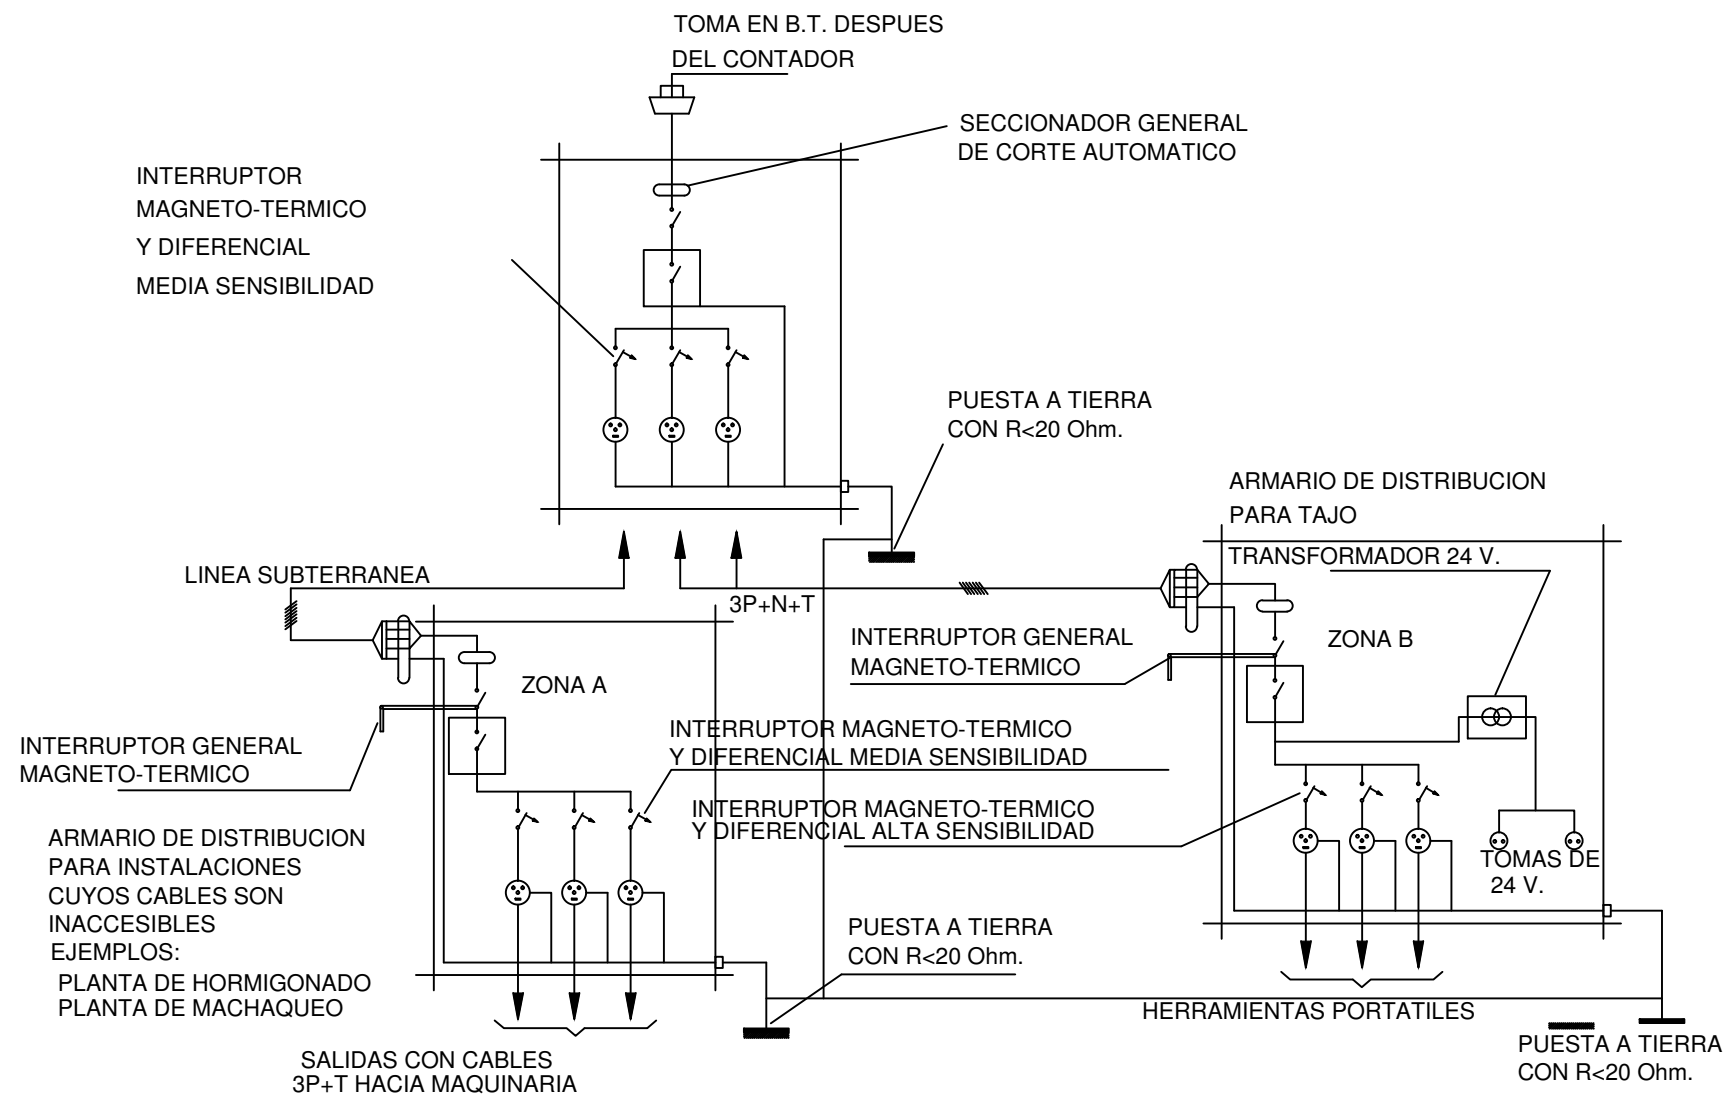 TOMA EN B.T. DESPUES
DEL CONTADOR
SECCIONADOR GENERAL
DE CORTE AUTOMATICO
INTERRUPTOR
MAGNETO-TERMICO
Y DIFERENCIAL
MEDIA SENSIBILIDAD
PUESTA A TIERRA
CON R<20 Ohm.
ARMARIO DE DISTRIBUCION
PARA TAJO
TRANSFORMADOR 24 V.
LINEA SUBTERRANEA
3P+N+T
INTERRUPTOR GENERAL
MAGNETO-TERMICO
ZONA B
ZONA A
INTERRUPTOR GENERAL
MAGNETO-TERMICO
INTERRUPTOR MAGNETO-TERMICO
Y DIFERENCIAL MEDIA SENSIBILIDAD
INTERRUPTOR MAGNETO-TERMICO
Y DIFERENCIAL ALTA SENSIBILIDAD
ARMARIO DE DISTRIBUCION
PARA INSTALACIONES
CUYOS CABLES SON
INACCESIBLES
EJEMPLOS:
PLANTA DE HORMIGONADO
PLANTA DE MACHAQUEO
TOMAS DE
24 V.
PUESTA A TIERRA
CON R<20 Ohm.
HERRAMIENTAS PORTATILES
SALIDAS CON CABLES
3P+T HACIA MAQUINARIA
PUESTA A TIERRA
CON R<20 Ohm.